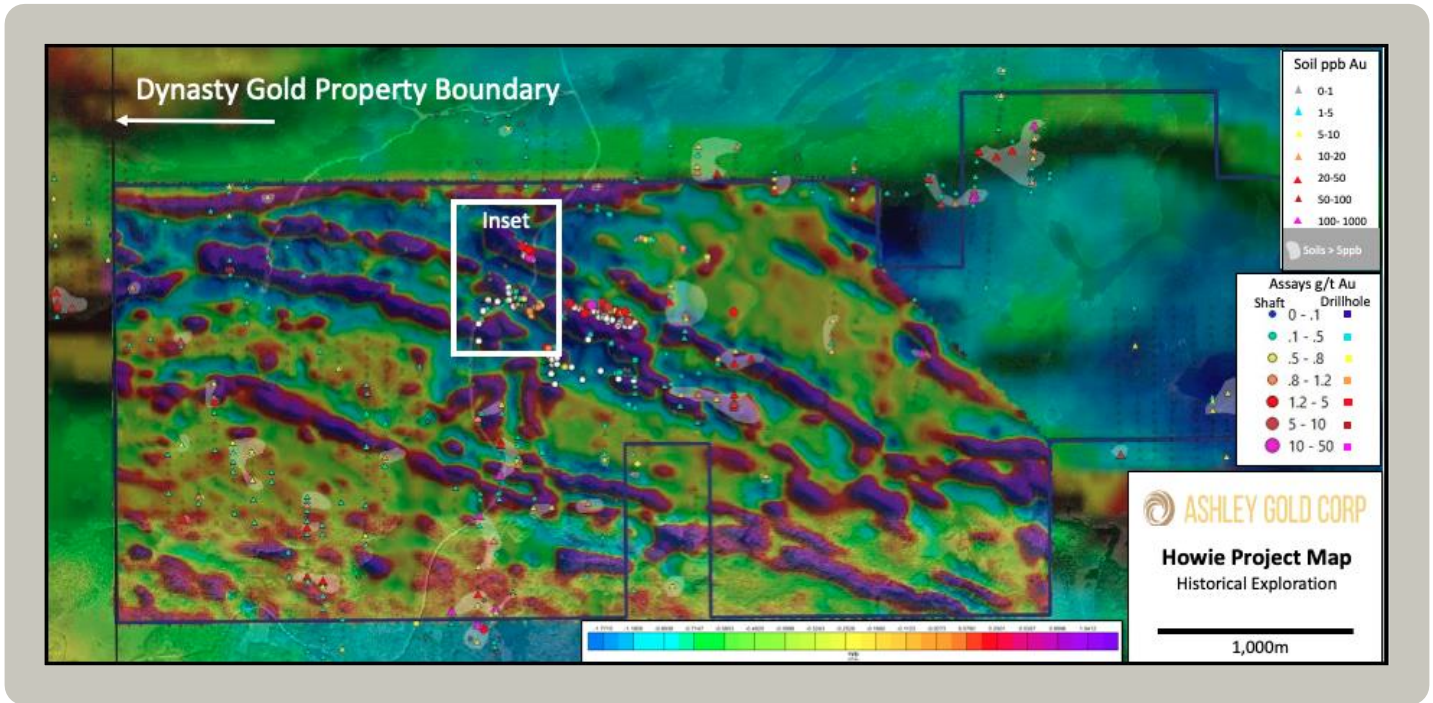 Dynasty Gold Property Boundary
Inset
Soil ppb Au
0-1
1-5
5-10
10-20
20-50
50-100
100- 1000
Soils > 5ppb
Assays g/t Au
Shaft Drillhole
0 - .1
.1 - .5
.5 - .8
.8 - 1.2
1.2 - 5
5 - 10
10 - 50
ASHLEY GOLD CORP
Howie Project Map
Historical Exploration
1,000m